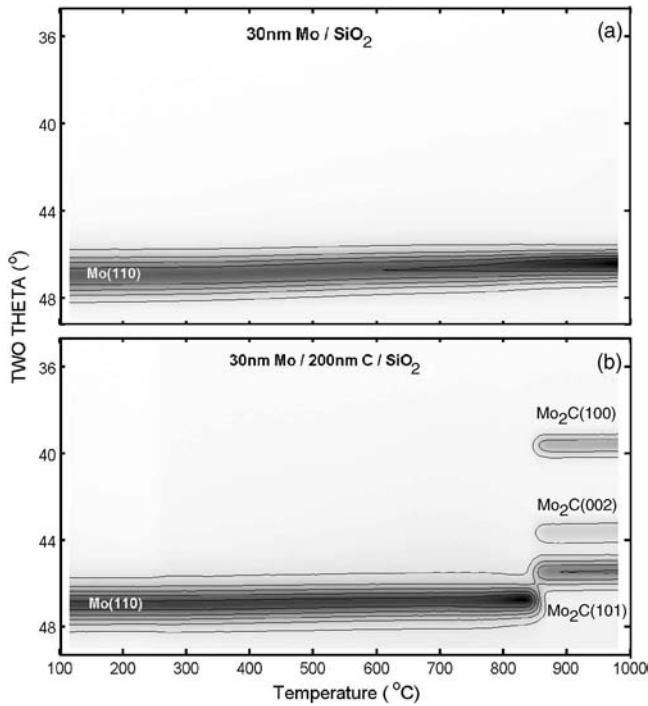 30nm Mo / SiO2
(a)
36
40
44
48
Mo(110)
TWO THETA (°)
30nm Mo / 200nm C / SiO2
(b)
36
40
44
48
Mo2C(100)
Mo2C(002)
Mo2C(101)
Mo(110)
100 200 300 400 500 600 700 800 900 1000
Temperature (°C)